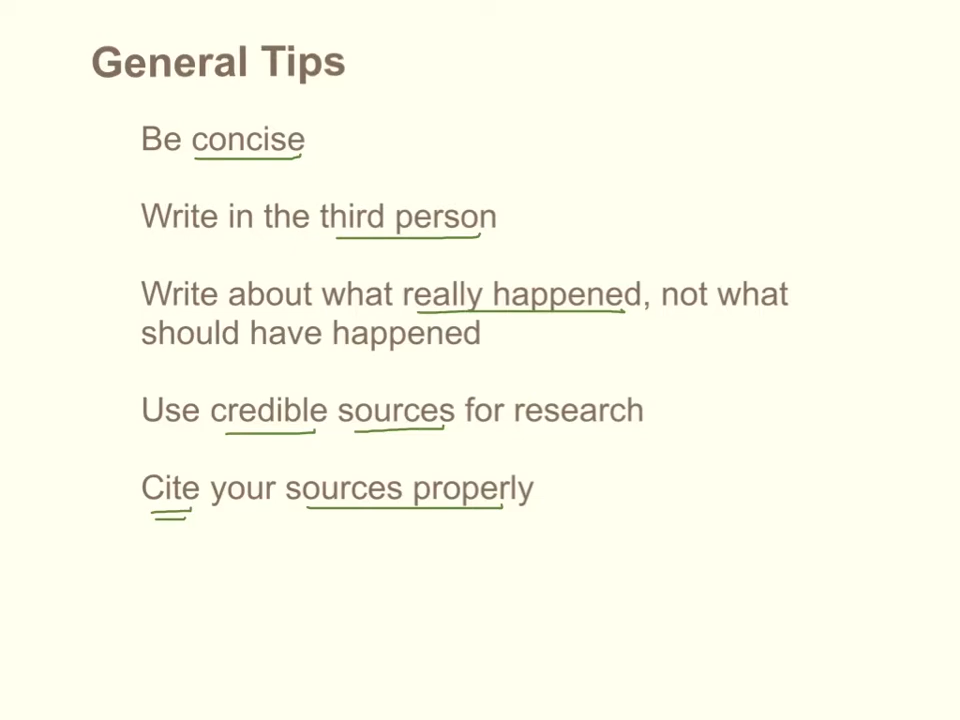 General Tips
Be concise
Write in the third person
Write about what really happened, not what
should have happened
Use credible sources for research
Cite your sources properly